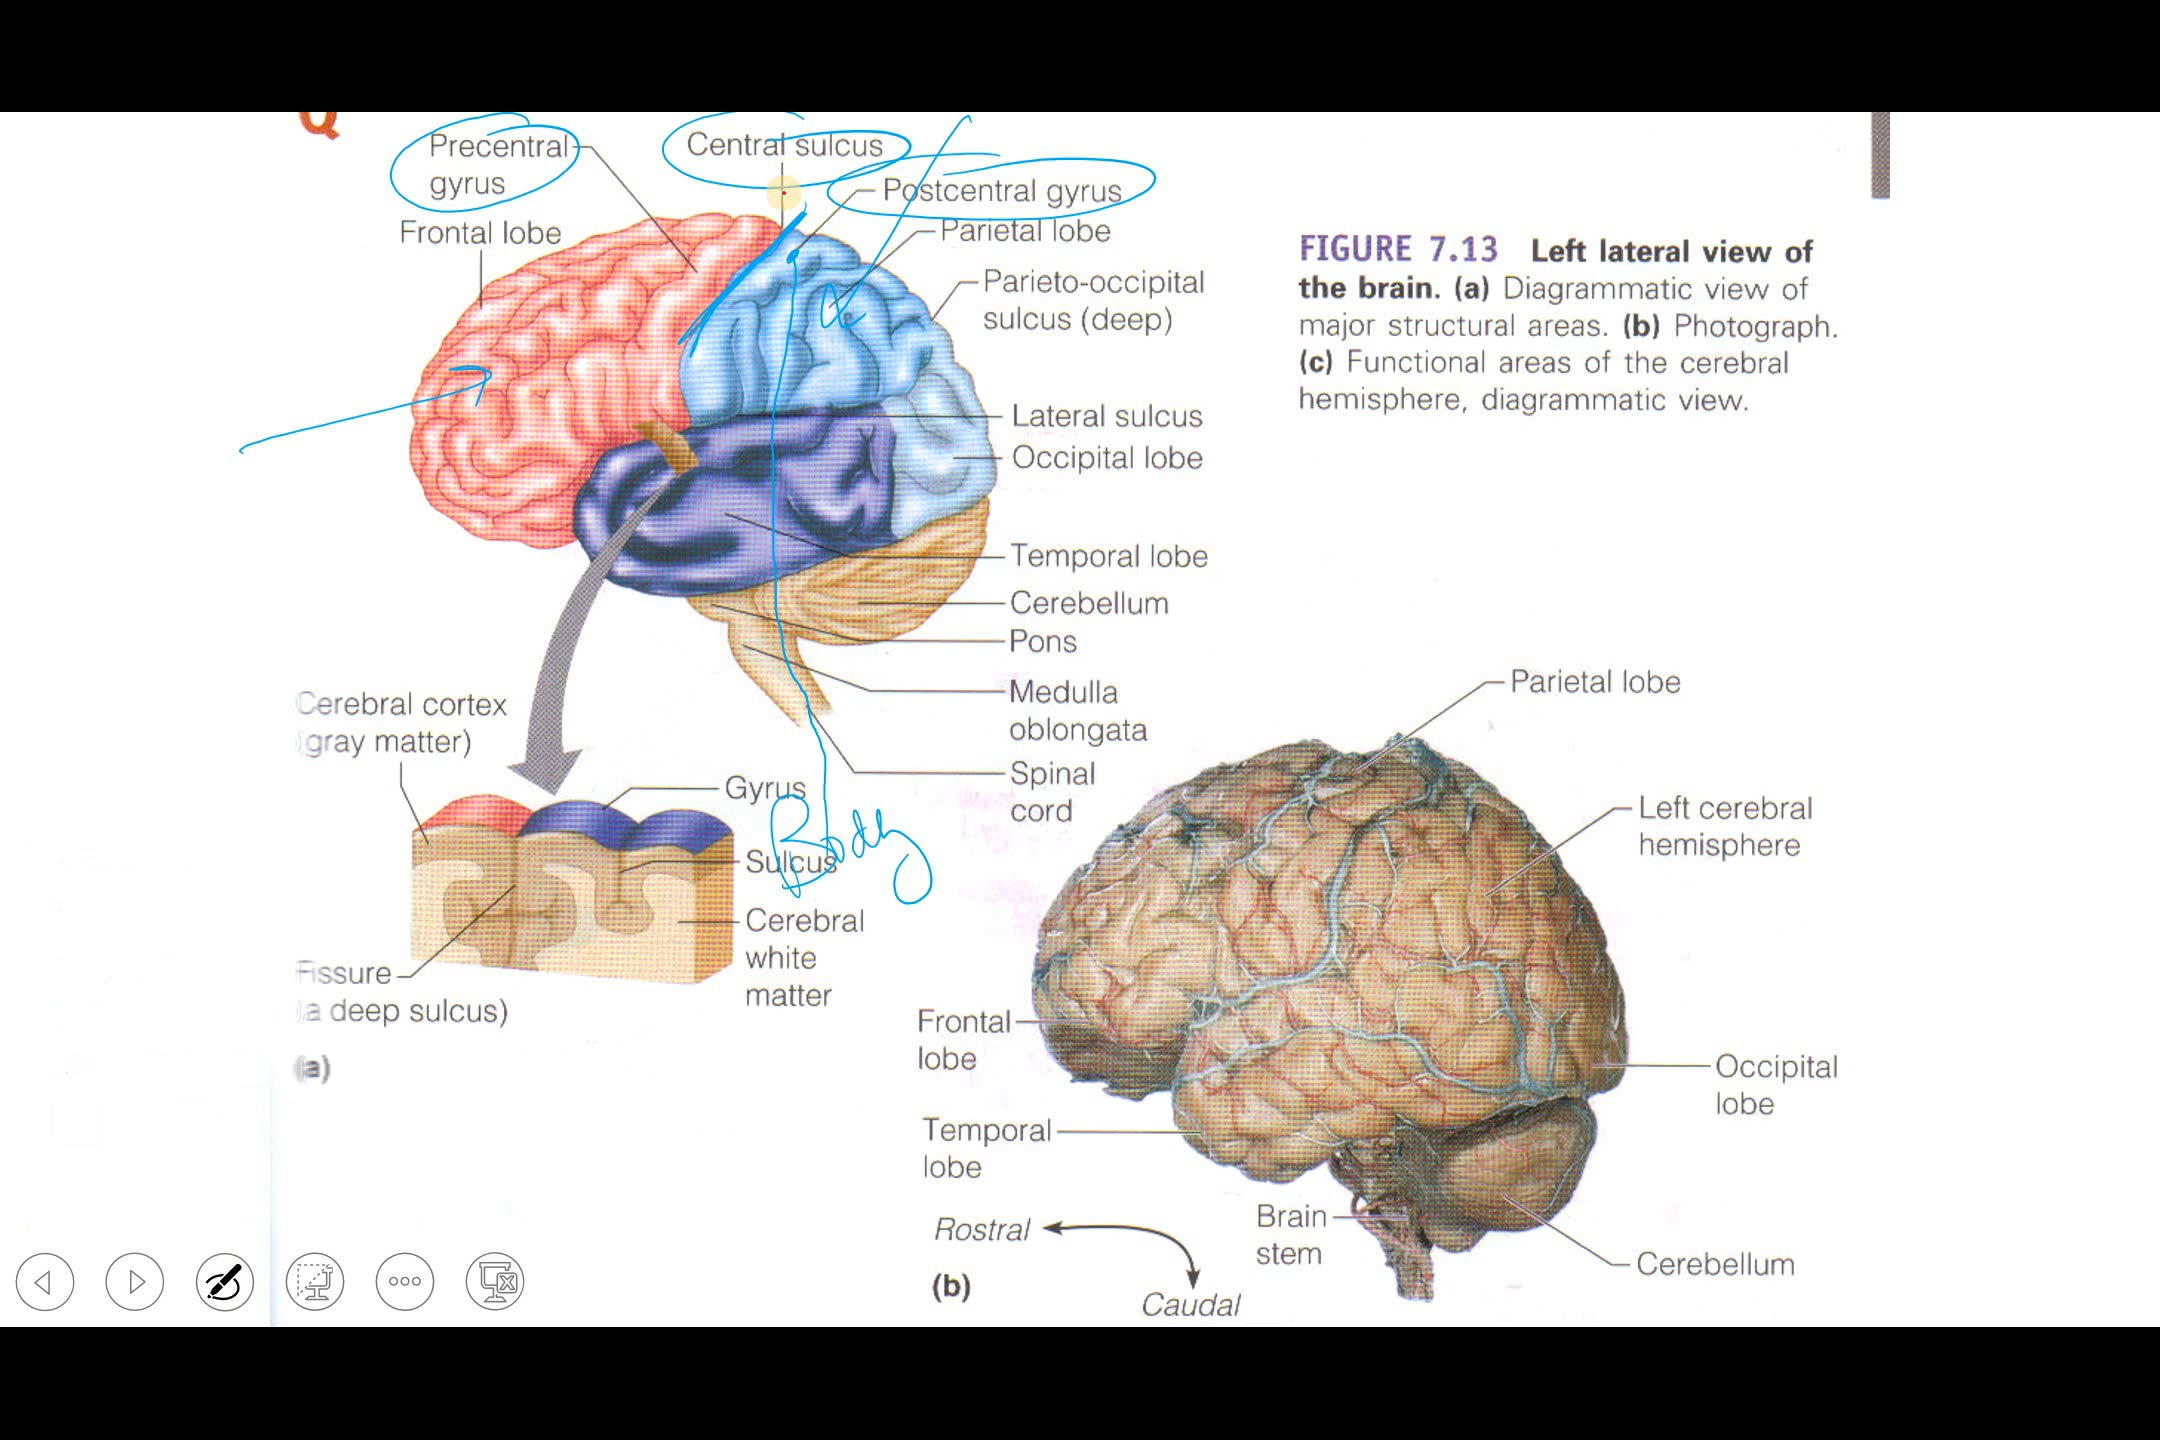 Q
Precentral
gyrus
Central sulcus
Postcentral gyrus
Frontal lobe
Parietal lobe
Parieto-occipital
sulcus (deep)
Lateral sulcus
Occipital lobe
Temporal lobe
Cerebellum
Pons
Medulla
oblongata
Spinal
cord
Cerebral cortex
(gray matter)
Gyrus
Body
Sulcus
Cerebral
white
matter
Fissure
(a deep sulcus)
(a)
FIGURE 7.13 Left lateral view of
the brain. (a) Diagrammatic view of
major structural areas. (b) Photograph.
(c) Functional areas of the cerebral
hemisphere, diagrammatic view.
Parietal lobe
Left cerebral
hemisphere
Frontal
lobe
Occipital
lobe
Temporal
lobe
Brain
stem
Cerebellum
Rostral
Caudal
(b)